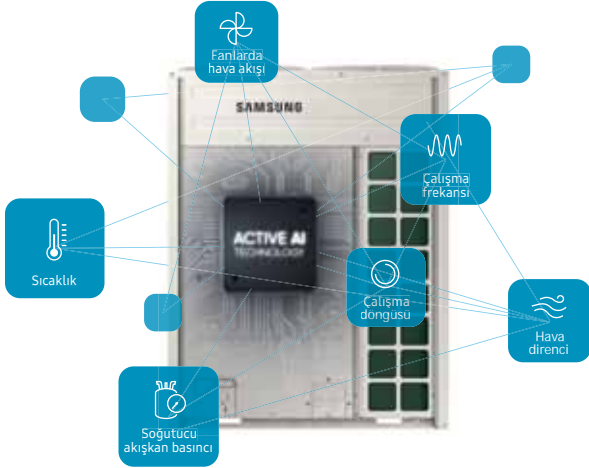 Fanlarda
hava akışı
SAMSUNG
Çalışma
frekansı
ACTIVE AI
TECHNOLOGY
Sıcaklık
Çalışma
döngüsü
Hava
direnci
Soğutucu
akışkan basıncı